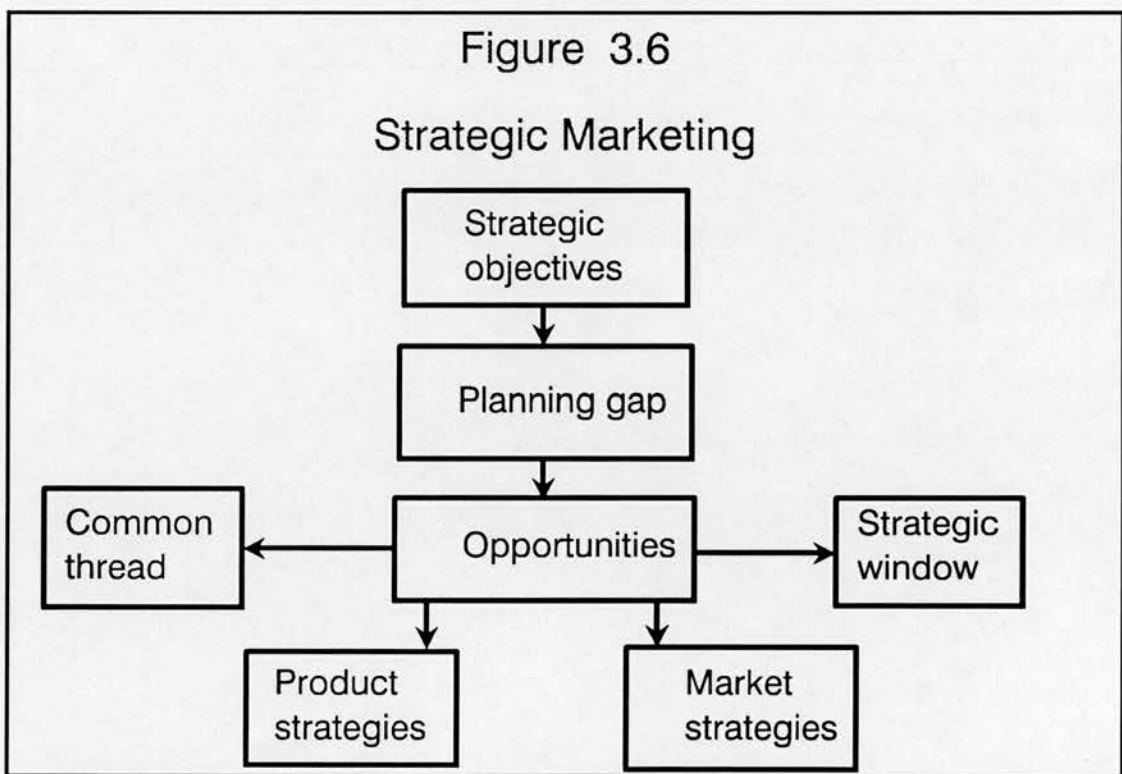 Figure 3.6
Strategic Marketing
Strategic
objectives
Planning gap
Common
thread
Opportunities
Strategic
window
Product
strategies
Market
strategies